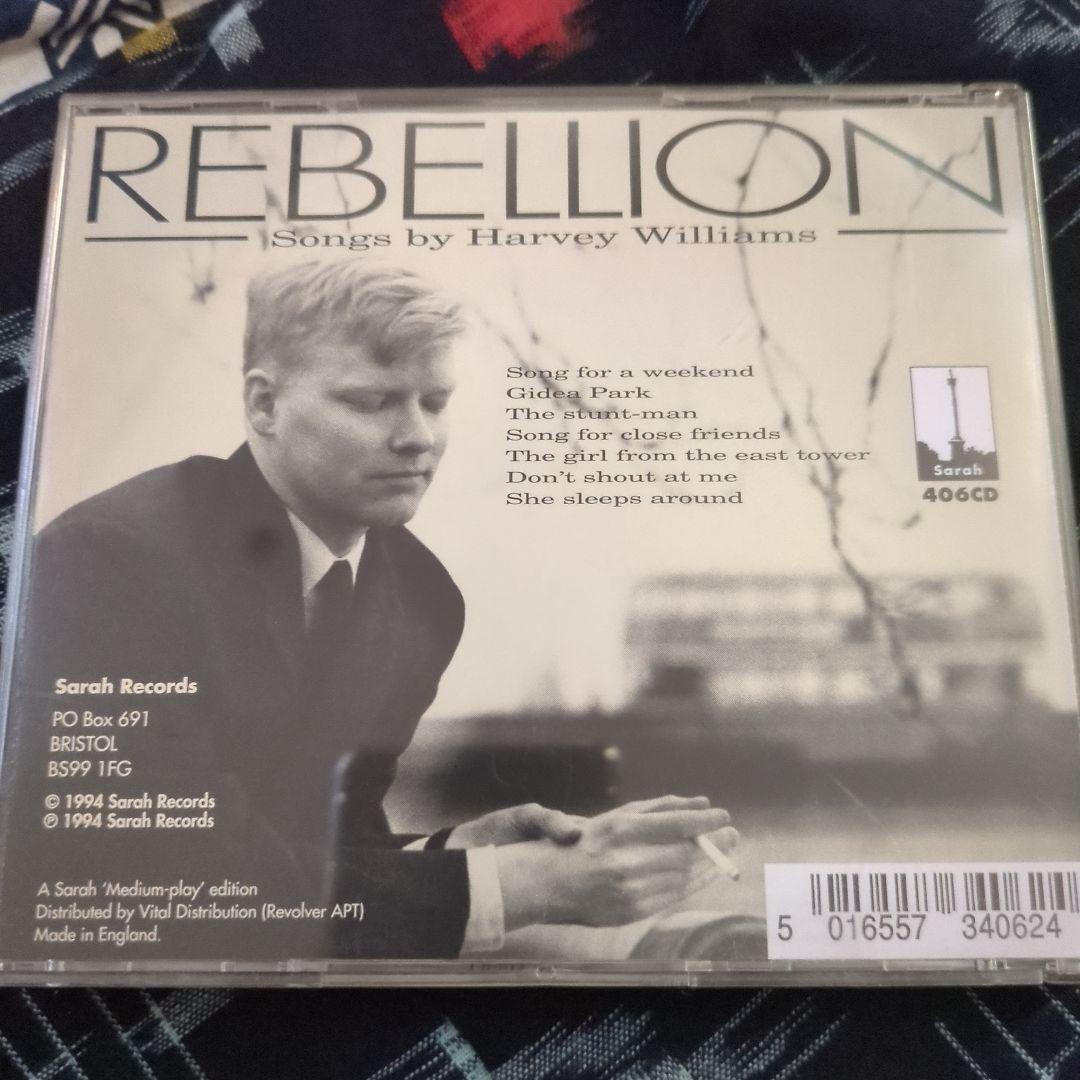 REBELLION
Songs by Harvey Williams
Song for a weekend
Gidea Park
The stunt-man
Song for close friends
The girl from the east tower
Don't shout at me
She sleeps around
Sarah
406CD
Sarah Records
PO Box 691
BRISTOL
BS99 1FG
© 1994 Sarah Records
℗ 1994 Sarah Records
A Sarah 'Medium-play' edition
Distributed by Vital Distribution (Revolver APT)
Made in England.
5 016557 340624